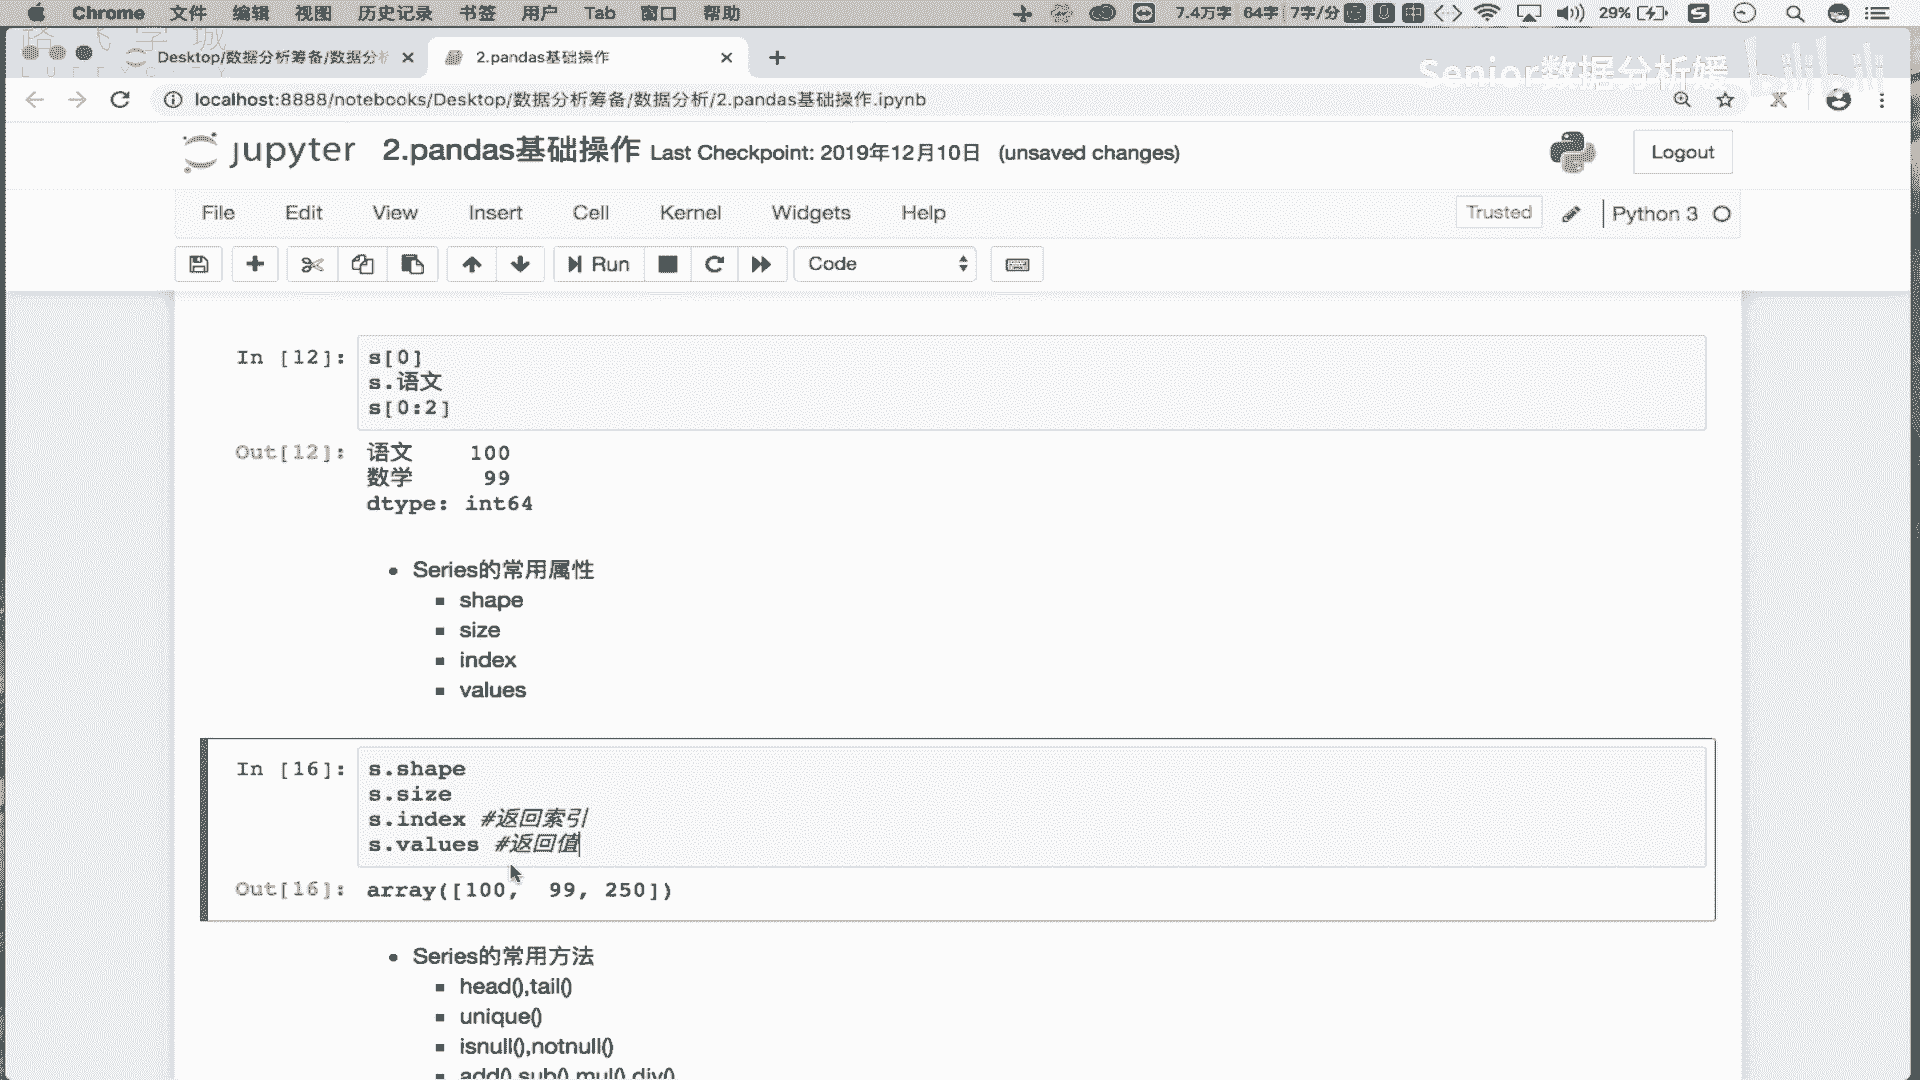 Chrome 文件 编辑 视图 历史记录 书签 用户 Tab 窗口 帮助 7.4万字 64字 7字/分 中 29%
Desktop/数据分析筹备/数据分析
2.pandas基础操作
Senior数据分析媛 bilibili
localhost:8888/notebooks/Desktop/数据分析筹备/数据分析/2.pandas基础操作.ipynb
jupyter 2.pandas基础操作 Last Checkpoint: 2019年12月10日 (unsaved changes)
Logout
File Edit View Insert Cell Kernel Widgets Help
Trusted Python 3
Run Code
In [12]: s[0]
s.语文
s[0:2]
Out[12]: 语文 100
数学 99
dtype: int64
Series的常用属性
shape
size
index
values
In [16]: s.shape
s.size
s.index #返回索引
s.values #返回值
Out[16]: array([100, 99, 250])
Series的常用方法
head(),tail()
unique()
isnull(),notnull()
add() sub() mul() div()